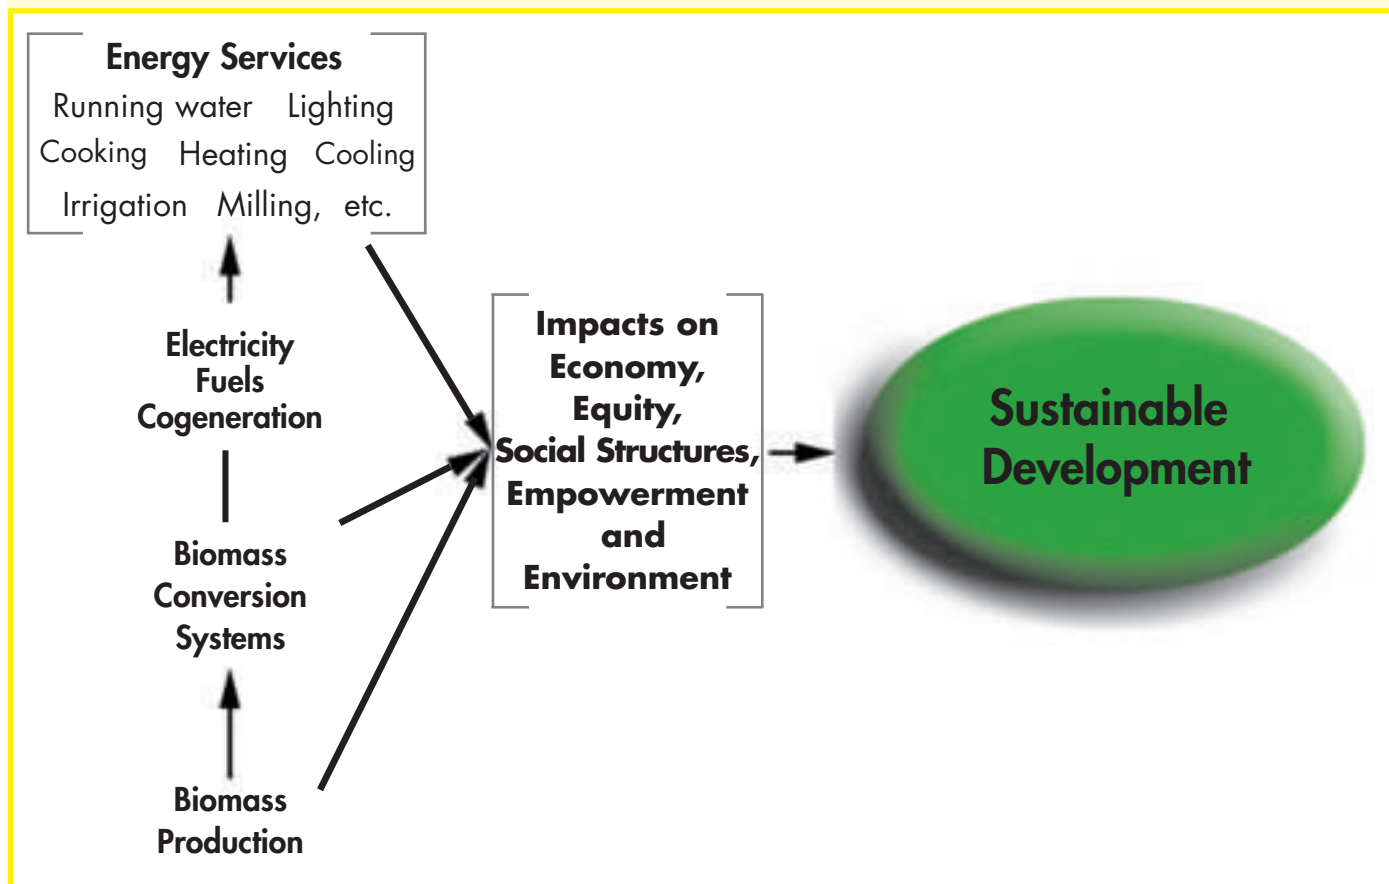 Energy Services
Running water Lighting
Cooking Heating Cooling
Irrigation Milling, etc.
Electricity
Fuels
Cogeneration
Biomass
Conversion
Systems
Biomass
Production
Impacts on
Economy,
Equity,
Social Structures,
Empowerment
and
Environment
Sustainable
Development